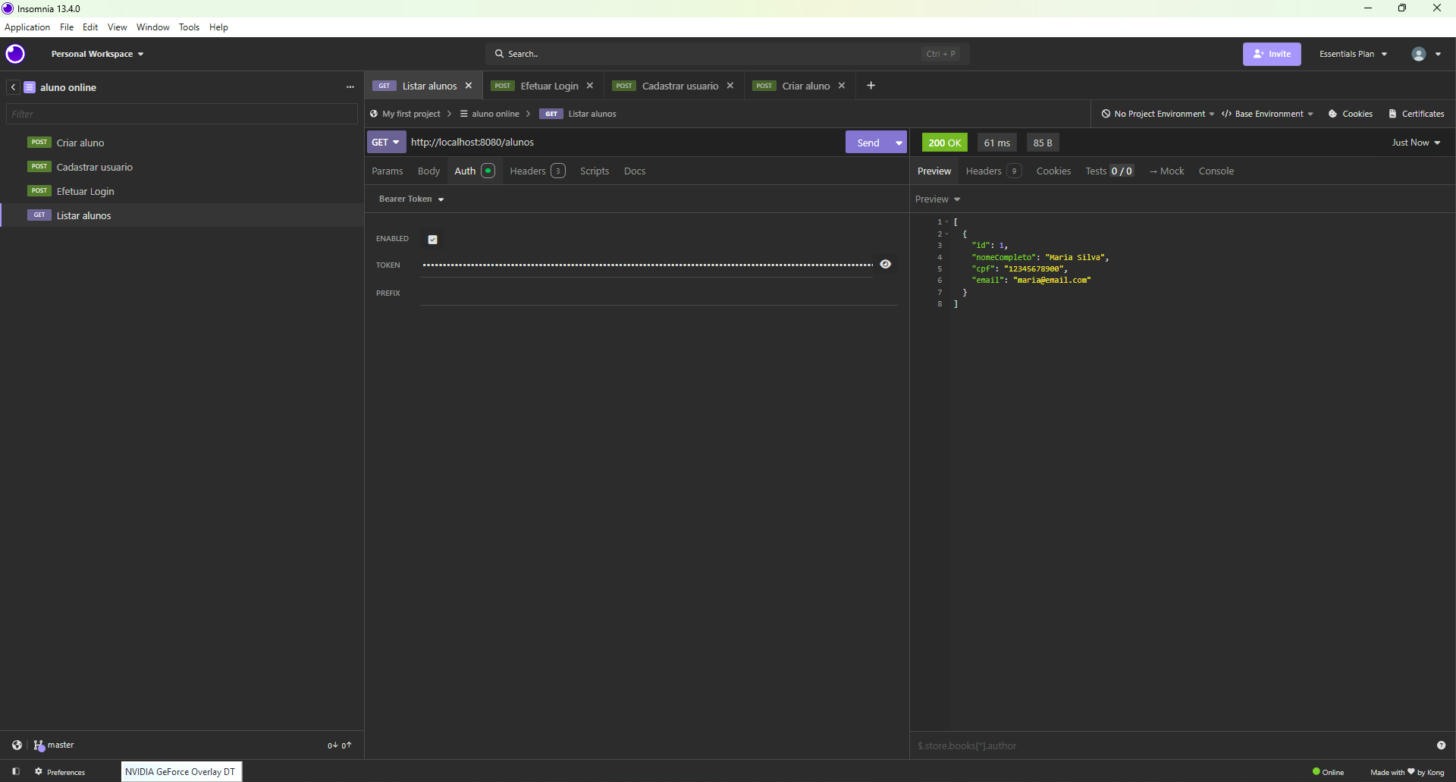 Insomnia 13.4.0
Application File Edit View Window Tools Help
Personal Workspace
Search..
Ctrl + P
Invite
Essentials Plan
aluno online
...
GET Listar alunos
POST Efetuar Login
POST Cadastrar usuario
POST Criar aluno
Filter
My first project > aluno online > GET Listar alunos
No Project Environment
</> Base Environment
Cookies
Certificates
POST Criar aluno
POST Cadastrar usuario
POST Efetuar Login
GET Listar alunos
GET http://localhost:8080/alunos
Send
200 OK 61 ms 85 B
Just Now
Params Body Auth Headers 3 Scripts Docs
Preview Headers 9 Cookies Tests 0 / 0 → Mock Console
Bearer Token
Preview
ENABLED
TOKEN
PREFIX
1 [
2 {
3 "id": 1,
4 "nomeCompleto": "Maria Silva",
5 "cpf": "12345678900",
6 "email": "maria@email.com"
7 }
8 ]
master
0↓ 0↑
$.store.books[*].author
Preferences
NVIDIA GeForce Overlay DT
Online
Made with ♥ by Kong